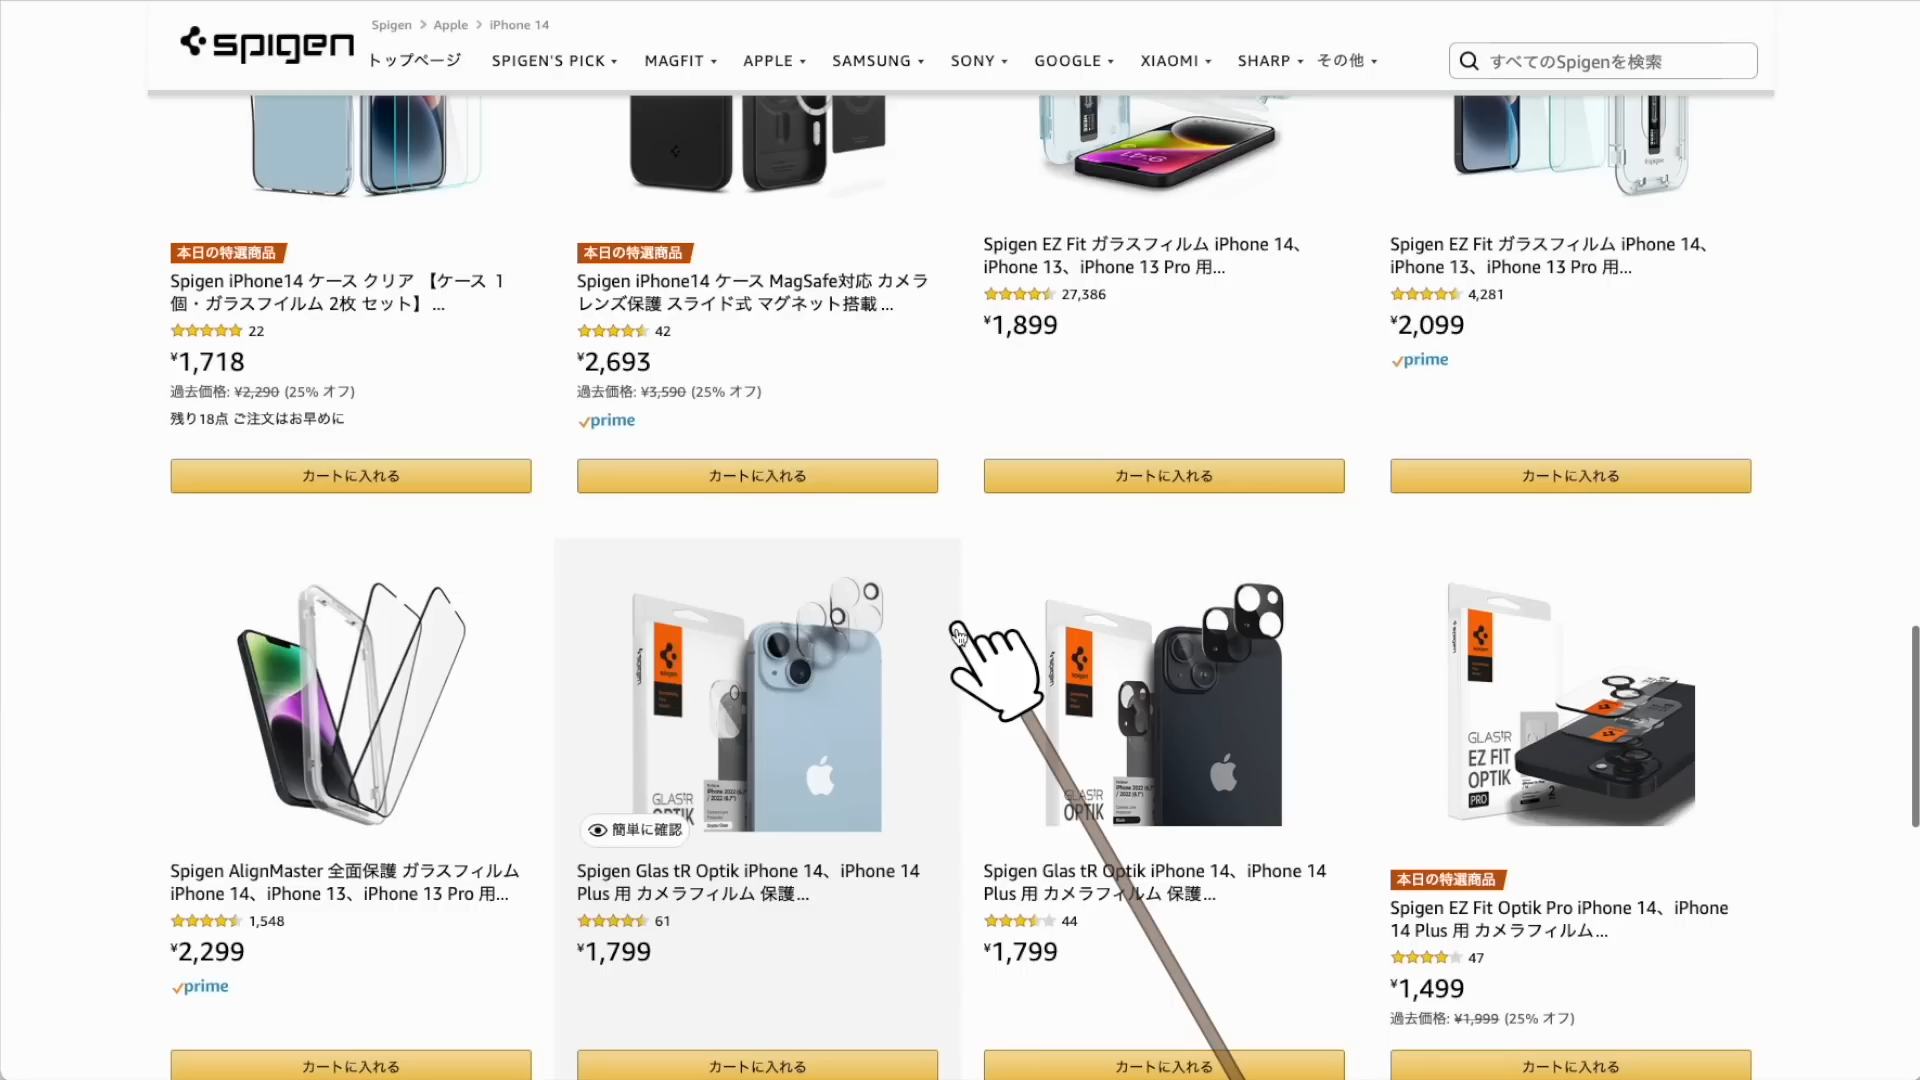 Spigen > Apple > iPhone 14
spigen
トップページ SPIGEN'S PICK MAGFIT APPLE SAMSUNG SONY GOOGLE XIAOMI SHARP その他
すべてのSpigenを検索
本日の特選商品
Spigen iPhone14 ケース クリア 【ケース 1
個・ガラスフイルム 2枚 セット】 ...
22
¥1,718
過去価格: ¥2,290 (25% オフ)
残り18点 ご注文はお早めに
カートに入れる
本日の特選商品
Spigen iPhone14 ケース MagSafe対応 カメラ
レンズ保護 スライド式 マグネット搭載 ...
42
¥2,693
過去価格: ¥3,590 (25% オフ)
prime
カートに入れる
9:41
Spigen EZ Fit ガラスフィルム iPhone 14、
iPhone 13、iPhone 13 Pro 用...
27,386
¥1,899
カートに入れる
Spigen EZ Fit ガラスフィルム iPhone 14、
iPhone 13、iPhone 13 Pro 用...
4,281
¥2,099
prime
カートに入れる
Spigen AlignMaster 全面保護 ガラスフィルム
iPhone 14、iPhone 13、iPhone 13 Pro 用...
1,548
¥2,299
prime
カートに入れる
spigen
GLAS.tR
OPTIK
簡単に確認
Spigen Glas tR Optik iPhone 14、iPhone 14
Plus 用 カメラフィルム 保護...
61
¥1,799
カートに入れる
spigen
GLAS.tR
OPTIK
Spigen Glas tR Optik iPhone 14、iPhone 14
Plus 用 カメラフィルム 保護...
44
¥1,799
カートに入れる
GLAS.tR
EZ FIT
OPTIK
PRO
2
本日の特選商品
Spigen EZ Fit Optik Pro iPhone 14、iPhone
14 Plus 用 カメラフィルム...
47
¥1,499
過去価格: ¥1,999 (25% オフ)
カートに入れる